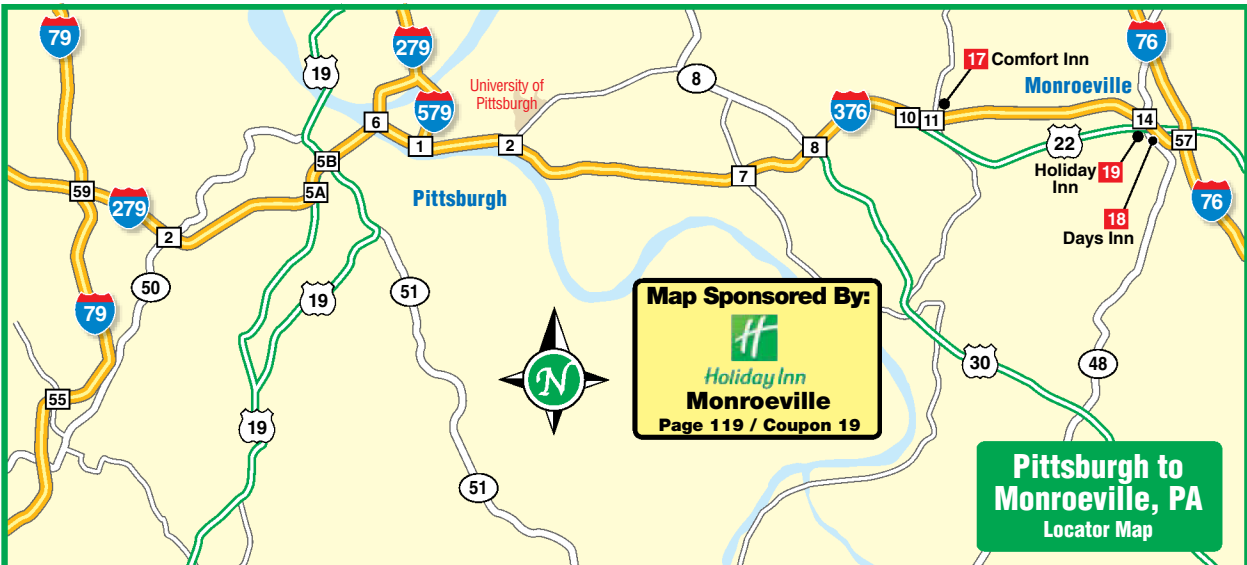 79
19
279
76
17 Comfort Inn
Monroeville
University of
Pittsburgh
8
579
376
6
10
11
14
1
2
8
22
57
5B
7
Holiday
Inn
19
59
5A
Pittsburgh
279
76
2
18
Days Inn
50
51
19
79
Map Sponsored By:
H
Holiday Inn
Monroeville
Page 119 / Coupon 19
N
30
48
55
19
51
Pittsburgh to
Monroeville, PA
Locator Map